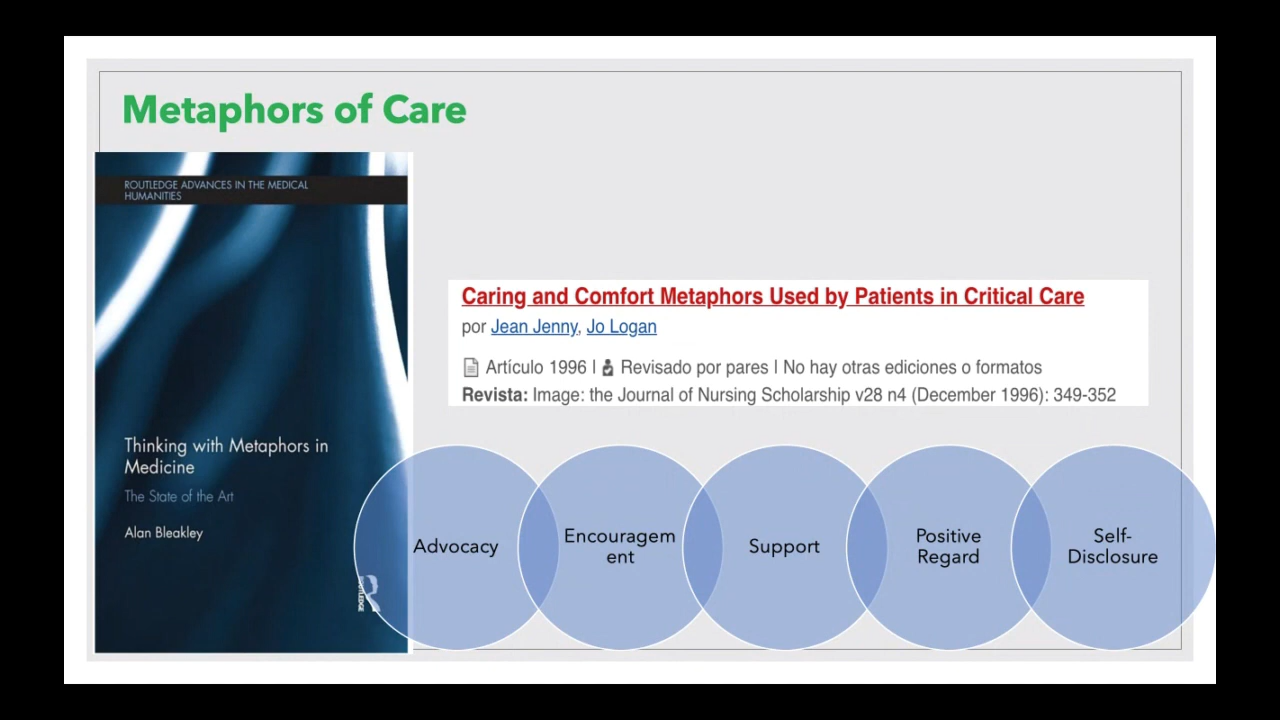 Metaphors of Care
ROUTLEDGE ADVANCES IN THE MEDICAL
HUMANITIES
Thinking with Metaphors in
Medicine
The State of the Art
Alan Bleakley
ROUTLEDGE
Caring and Comfort Metaphors Used by Patients in Critical Care
por Jean Jenny, Jo Logan
Artículo 1996 | Revisado por pares | No hay otras ediciones o formatos
Revista: Image: the Journal of Nursing Scholarship v28 n4 (December 1996): 349-352
Advocacy
Encouragem
ent
Support
Positive
Regard
Self-
Disclosure